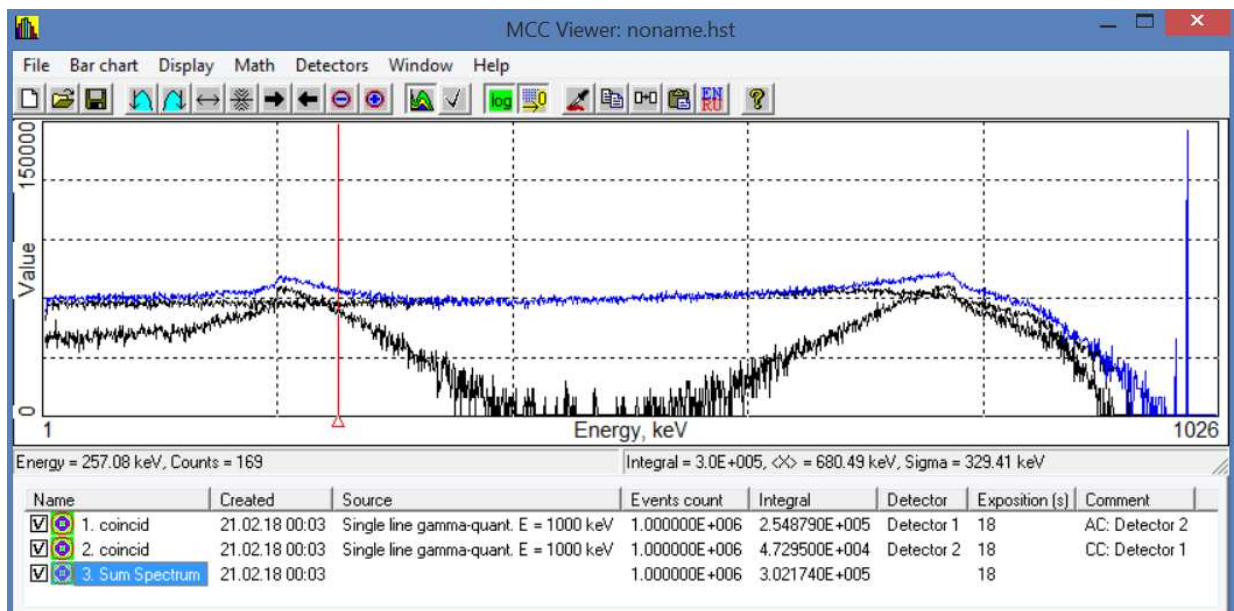 MCC Viewer: noname.hst
File Bar chart Display Math Detectors Window Help
log
0
EN
RU
?
150000
Value
0
1
Energy, keV
1026
Energy = 257.08 keV, Counts = 169
Integral = 3.0E+005, <X> = 680.49 keV, Sigma = 329.41 keV
Name Created Source Events count Integral Detector Exposition (s) Comment
1. coincid 21.02.18 00:03 Single line gamma-quant. E = 1000 keV 1.000000E+006 2.548790E+005 Detector 1 18 AC: Detector 2
2. coincid 21.02.18 00:03 Single line gamma-quant. E = 1000 keV 1.000000E+006 4.729500E+004 Detector 2 18 CC: Detector 1
3. Sum Spectrum 21.02.18 00:03 1.000000E+006 3.021740E+005 18